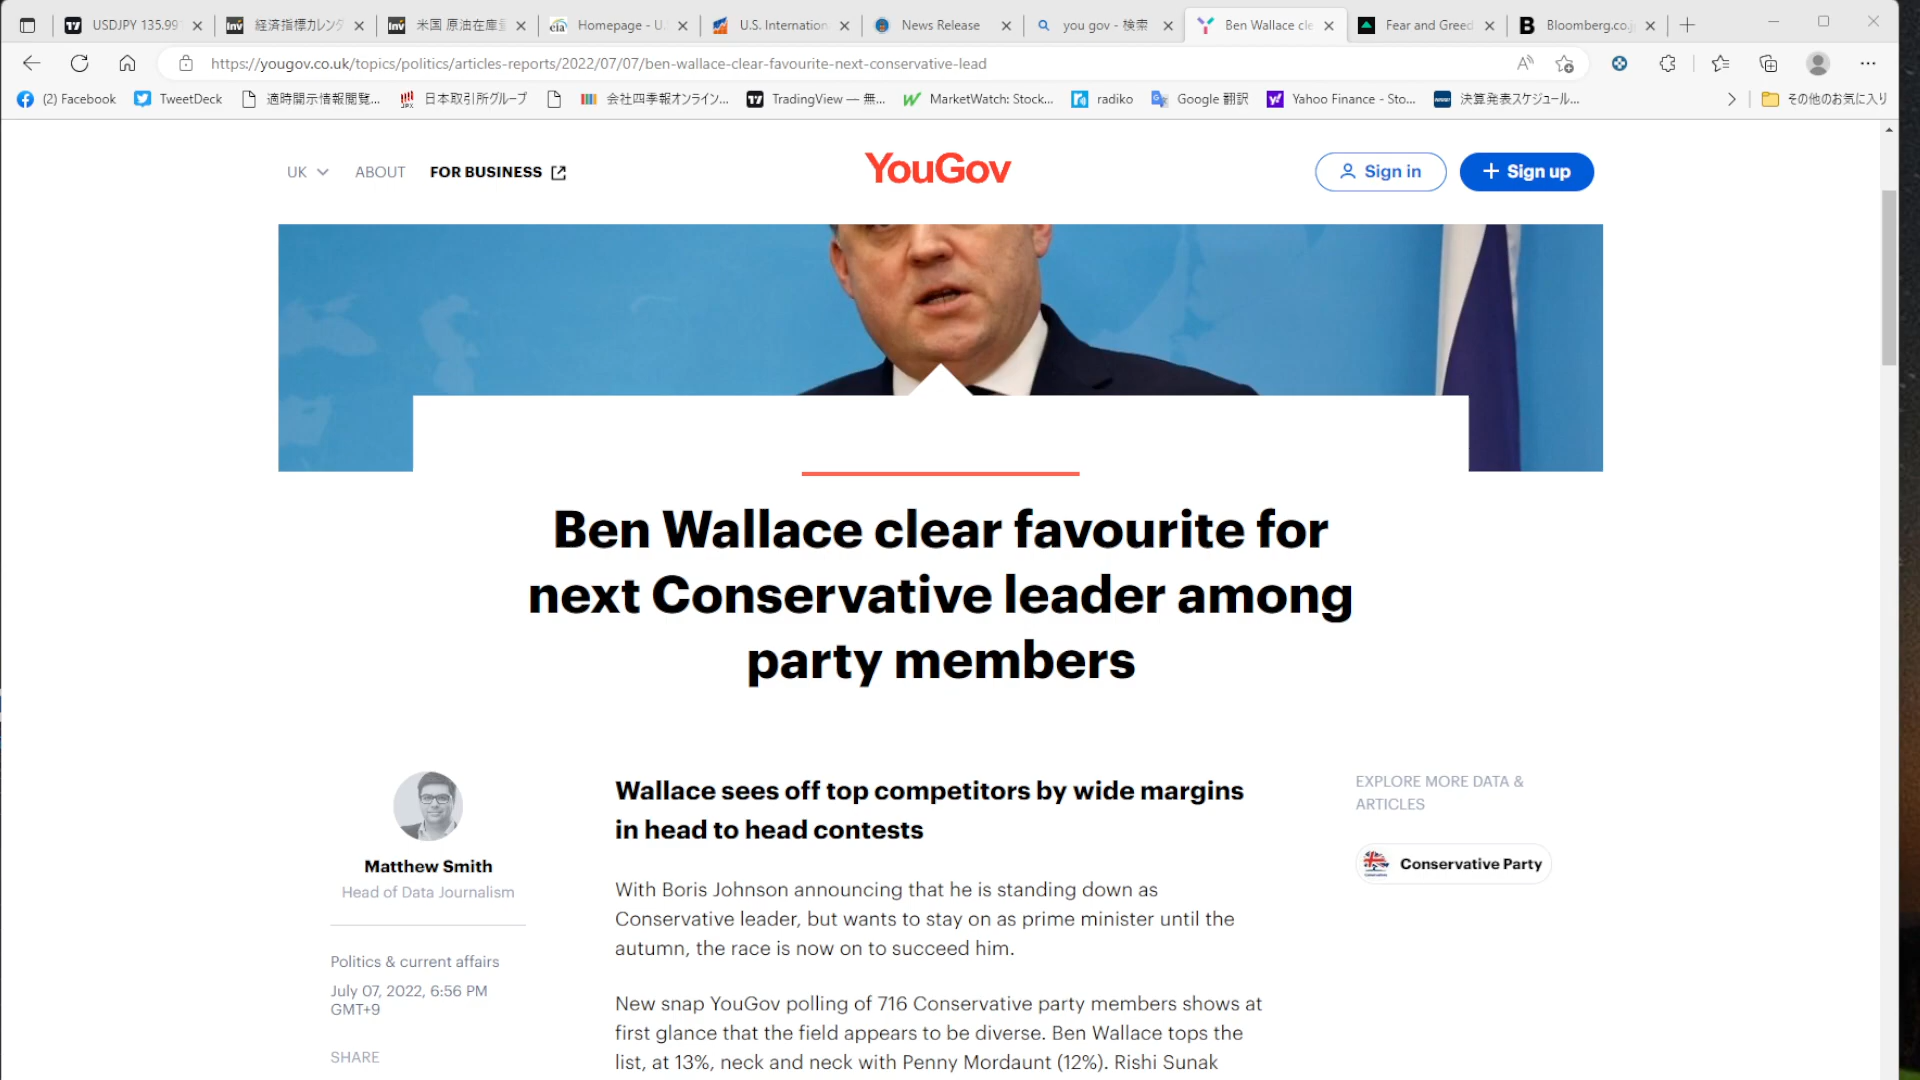 USDJPY 135.99
経済指標カレンダ
米国 原油在庫量
Homepage - U.
U.S. Internation
News Release
you gov - 検索
Ben Wallace cle
Fear and Greed
Bloomberg.co.j
https://yougov.co.uk/topics/politics/articles-reports/2022/07/07/ben-wallace-clear-favourite-next-conservative-lead
(2) Facebook
TweetDeck
適時開示情報閲覧...
日本取引所グループ
会社四季報オンライン...
TradingView — 無...
MarketWatch: Stock...
radiko
Google 翻訳
Yahoo Finance - Sto...
決算発表スケジュール...
その他のお気に入り
UK
ABOUT
FOR BUSINESS
YouGov
Sign in
Sign up
Ben Wallace clear favourite for
next Conservative leader among
party members
Matthew Smith
Head of Data Journalism
Politics & current affairs
July 07, 2022, 6:56 PM
GMT+9
SHARE
Wallace sees off top competitors by wide margins
in head to head contests
With Boris Johnson announcing that he is standing down as
Conservative leader, but wants to stay on as prime minister until the
autumn, the race is now on to succeed him.
New snap YouGov polling of 716 Conservative party members shows at
first glance that the field appears to be diverse. Ben Wallace tops the
list, at 13%, neck and neck with Penny Mordaunt (12%). Rishi Sunak
EXPLORE MORE DATA &
ARTICLES
Conservative Party